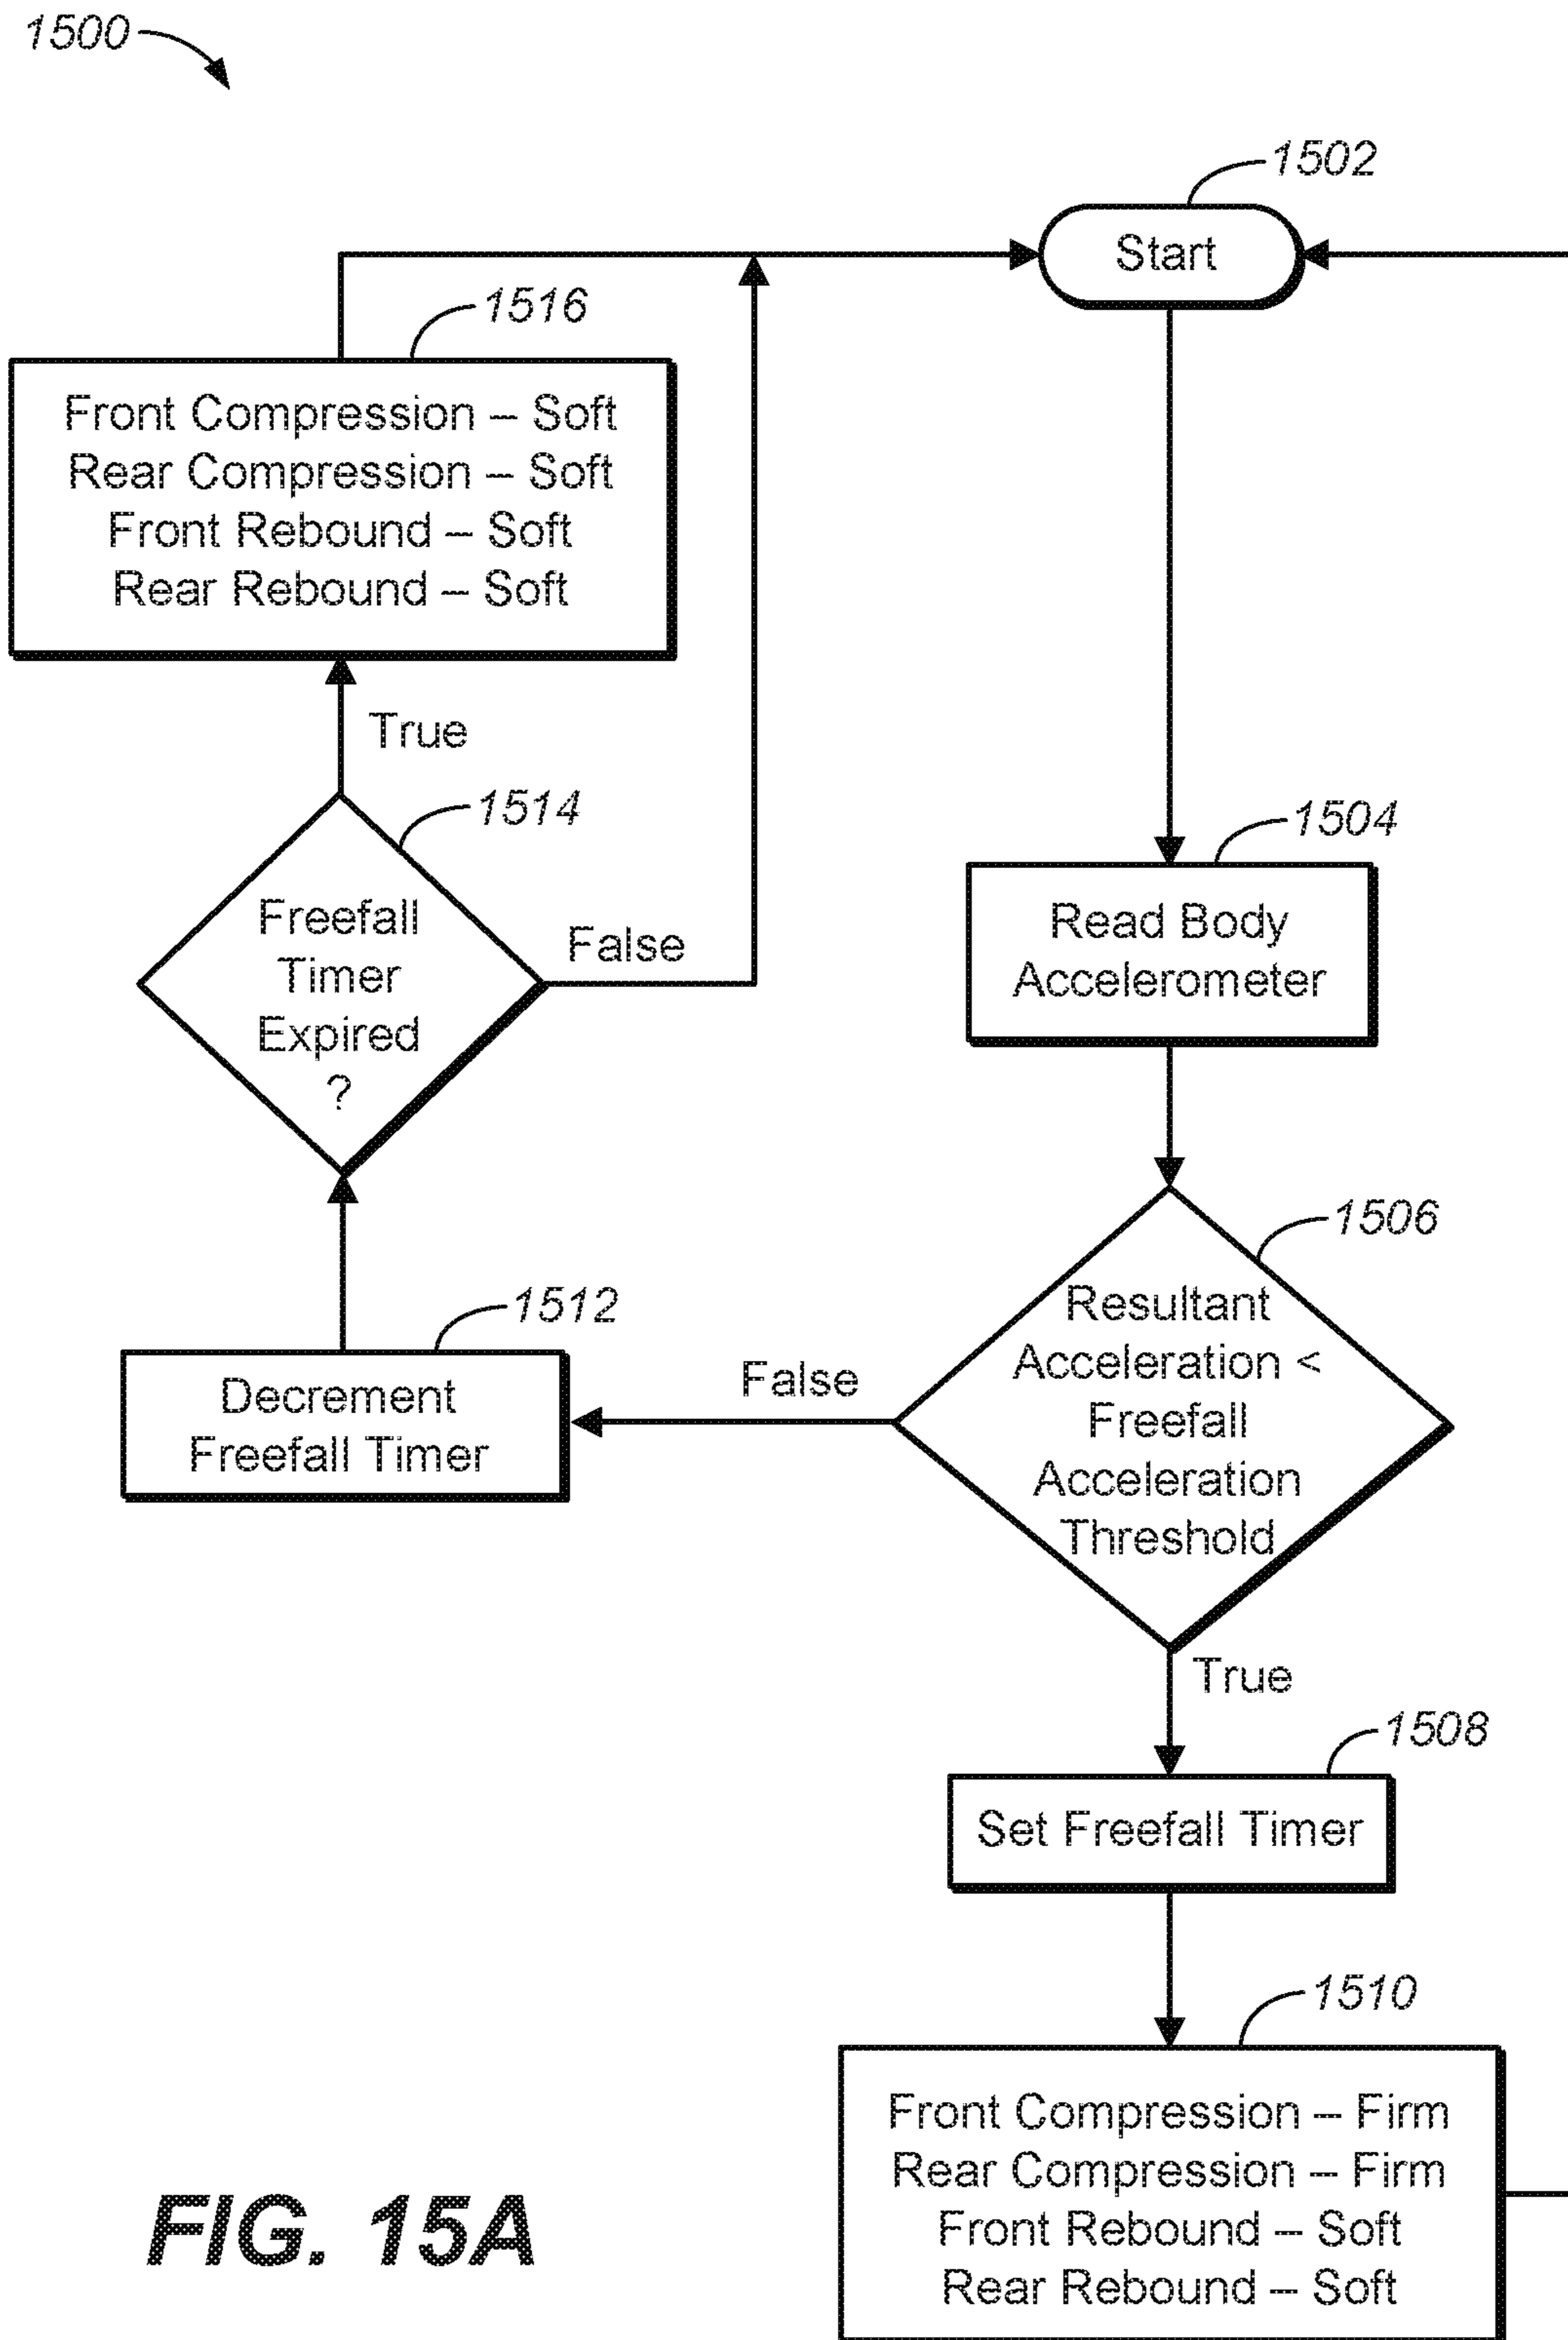 1500
1502
Start
1516
Front Compression – Soft
Rear Compression – Soft
Front Rebound – Soft
Rear Rebound – Soft
True
1514
Freefall
Timer
Expired
?
False
1504
Read Body
Accelerometer
1506
Resultant
Acceleration <
Freefall
Acceleration
Threshold
False
1512
Decrement
Freefall Timer
True
1508
Set Freefall Timer
1510
Front Compression – Firm
Rear Compression – Firm
Front Rebound – Soft
Rear Rebound – Soft
FIG. 15A